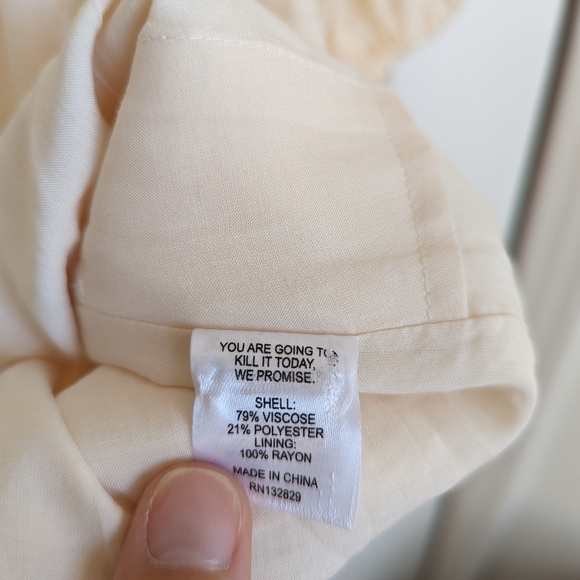 YOU ARE GOING TO
KILL IT TODAY,
WE PROMISE.
SHELL:
79% VISCOSE
21% POLYESTER
LINING:
100% RAYON
MADE IN CHINA
RN132829